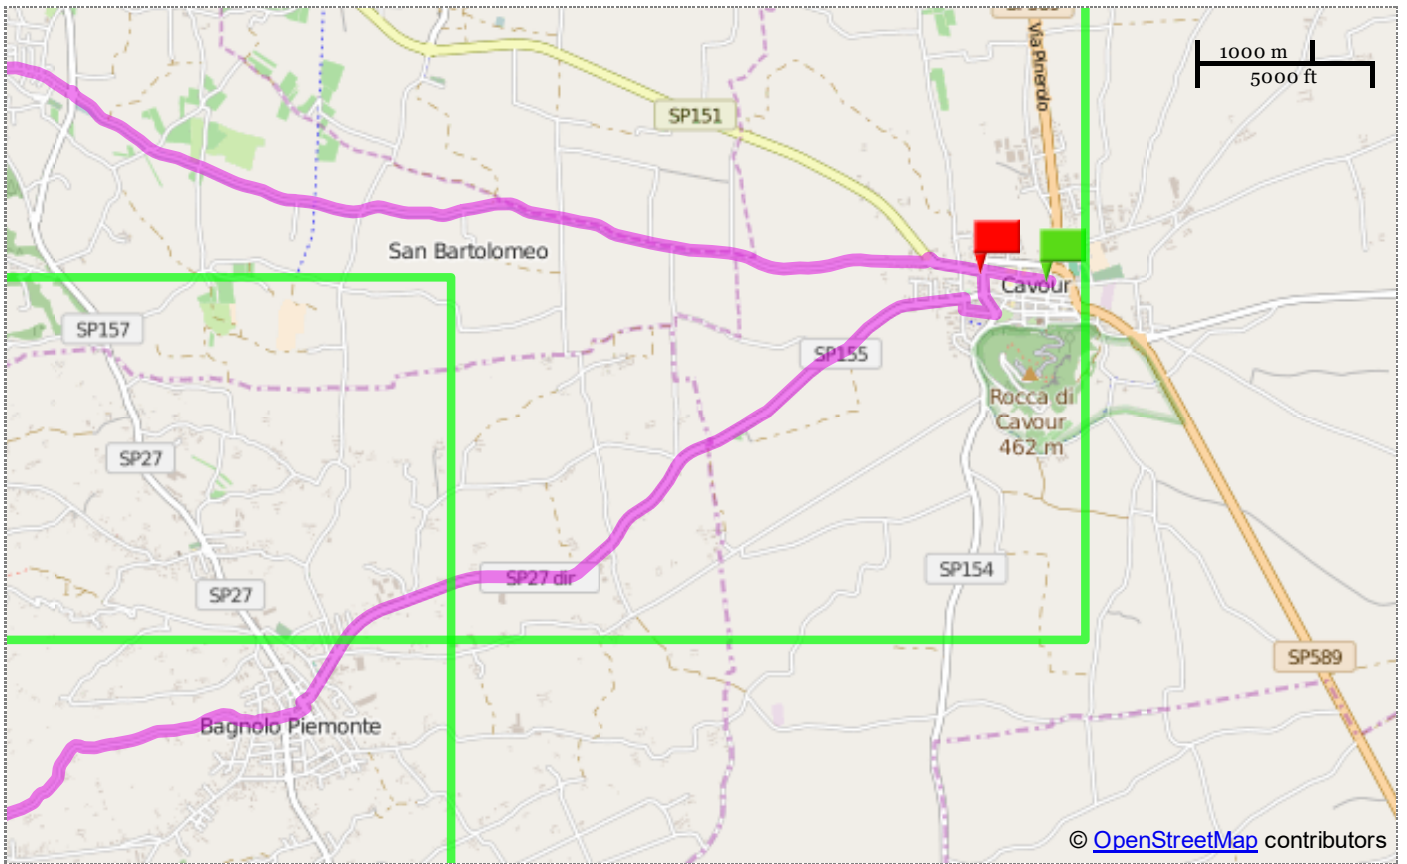 Via Pinerolo
1000 m
5000 ft
SP151
San Bartolomeo
Cavour
SP157
SP155
Rocca di
Cavour
462 m
SP27
SP27 dir
SP154
SP27
SP589
Bagnolo Piemonte
© OpenStreetMap contributors